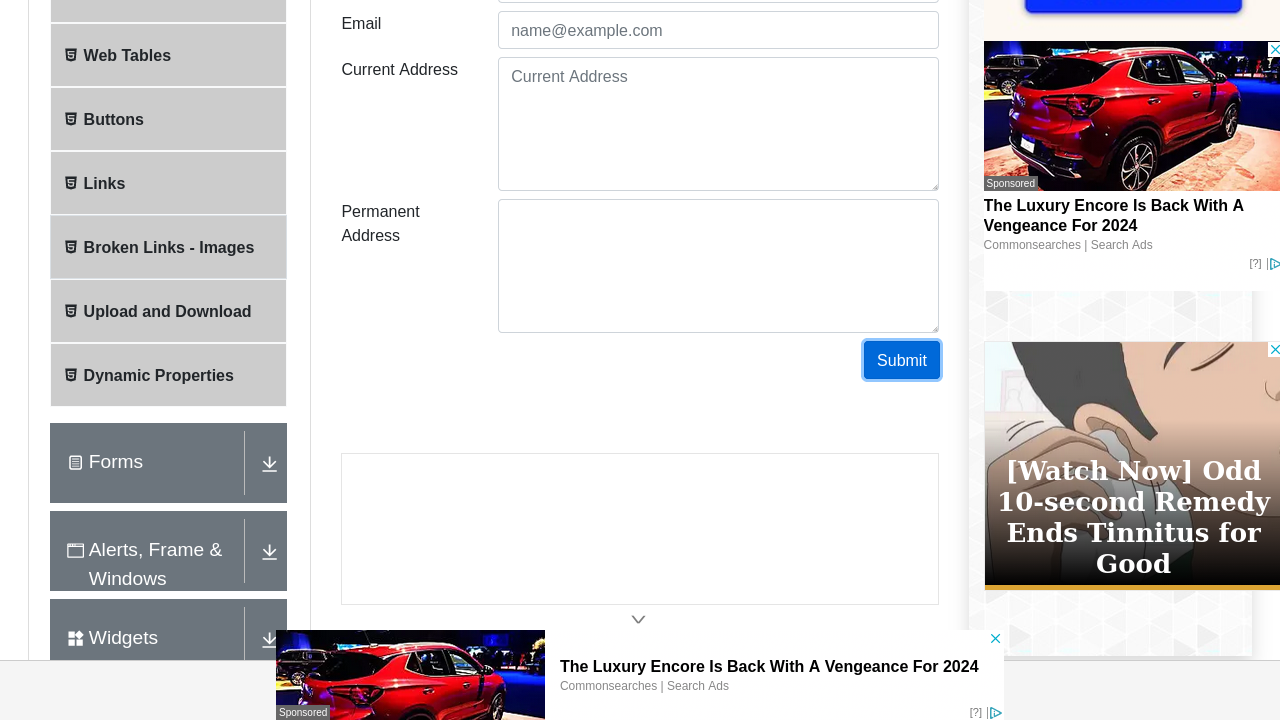 Email
name@example.com
Web Tables
Current Address
Current Address
Buttons
Links
Permanent
Address
Broken Links - Images
Upload and Download
Dynamic Properties
Submit
Forms
Alerts, Frame &
Windows
Widgets
Sponsored
The Luxury Encore Is Back With A
Vengeance For 2024
Commonsearches | Search Ads
[?]
[Watch Now] Odd
10-second Remedy
Ends Tinnitus for
Good
Sponsored
The Luxury Encore Is Back With A Vengeance For 2024
Commonsearches | Search Ads
[?]